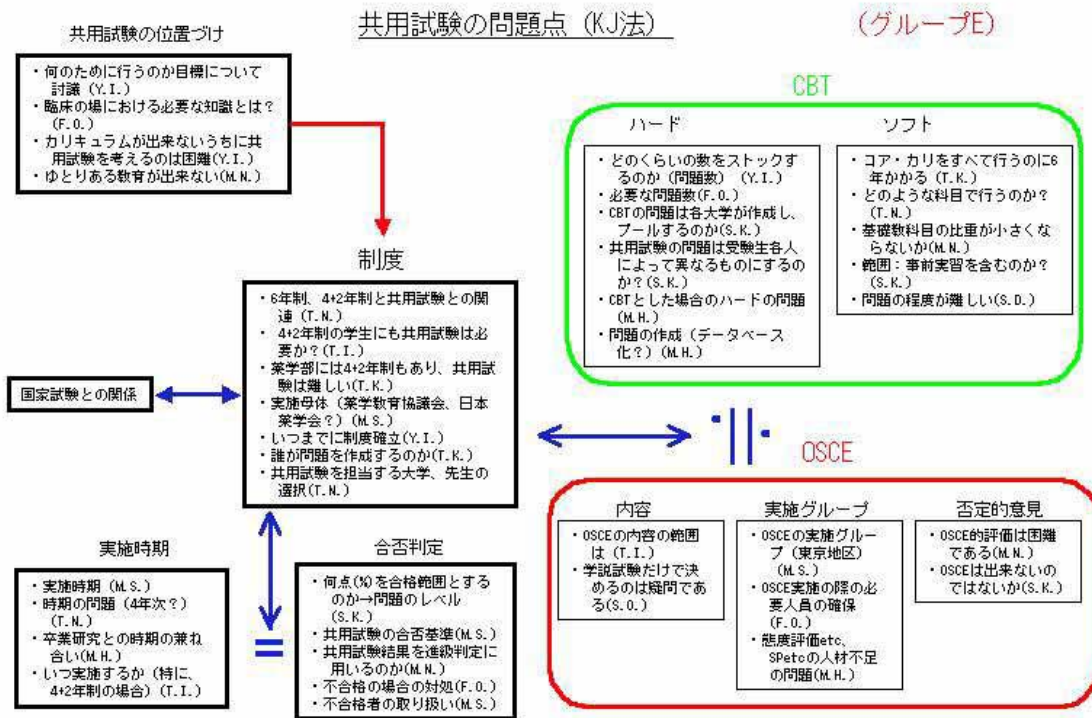 共用試験の問題点 (KJ法)
(グループE)
共用試験の位置づけ
・何のために行うのか目標について
討議(Y.I.)
・臨床の場における必要な知識とは?
(F.O.)
・カリキュラムが出来ないうちに共
用試験を考えるのは困難(Y.I.)
・ゆとりある教育が出来ない(M.N.)
制度
・6年制、4+2年制と共用試験との関
連(T.N.)
・4+2年制の学生にも共用試験は必
要か?(T.I.)
・薬学部には4+2年制もあり、共用試
験は難しい(T.K.)
・実施母体(薬学教育協議会、日本
薬学会?)(M.S.)
・いつまでに制度確立(Y.I.)
・誰が問題を作成するのか(T.K.)
・共用試験を担当する大学、先生の
選択(T.N.)
国家試験との関係
実施時期
・実施時期(M.S.)
・時期の問題(4年次?)
(T.N.)
・卒業研究との時期の兼ね
合い(M.H.)
・いつ実施するか(特に、
4+2年制の場合)(T.I.)
=
合否判定
・何点(%)を合格範囲とする
のか→問題のレベル
(S.K.)
・共用試験の合否基準(M.S.)
・共用試験結果を進級判定に
用いるのか(M.N.)
・不合格の場合の対処(F.O.)
・不合格者の取り扱い(M.S.)
CBT
ハード
・どのくらいの数をストックす
るのか(問題数) (Y.I.)
・必要な問題数(F.O.)
・CBTの問題は各大学が作成し、
プールするのか(S.K.)
・共用試験の問題は受験生各人
によって異なるものにするの
か?(S.K.)
・CBTとした場合のハードの問題
(M.H.)
・問題の作成(データベース
化?)(M.H.)
ソフト
・コア・カリをすべて行うのに6
年かかる(T.K.)
・どのような科目で行うのか?
(T.N.)
・基礎数科目の比重が小さくな
らないか(M.N.)
・範囲:事前実習を含むのか?
(S.K.)
・問題の程度が難しい(S.O.)
OSCE
内容
・OSCEの内容の範囲
は(T.I.)
・学説試験だけで決
めるのは疑問であ
る(S.O.)
実施グループ
・OSCEの実施グルー
プ(東京地区)
(M.S.)
・OSCE実施の際の必
要人員の確保
(F.O.)
・態度評価etc、
SPetcの人材不足
の問題(M.H.)
否定的意見
・OSCE的評価は困難
である(M.N.)
・OSCEは出来ないの
ではないか(S.K.)